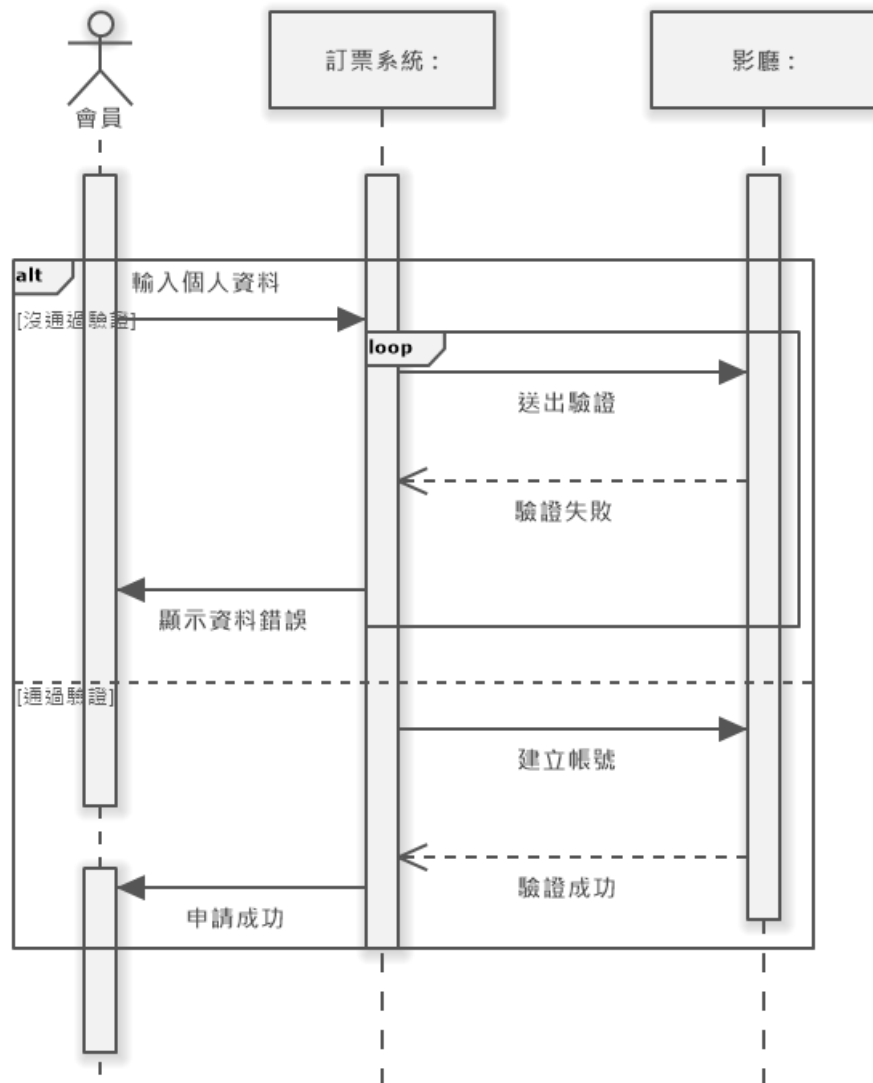 會員
訂票系統 :
影廳 :
alt
輸入個人資料
[沒通過驗證]
loop
送出驗證
驗證失敗
顯示資料錯誤
[通過驗證]
建立帳號
驗證成功
申請成功